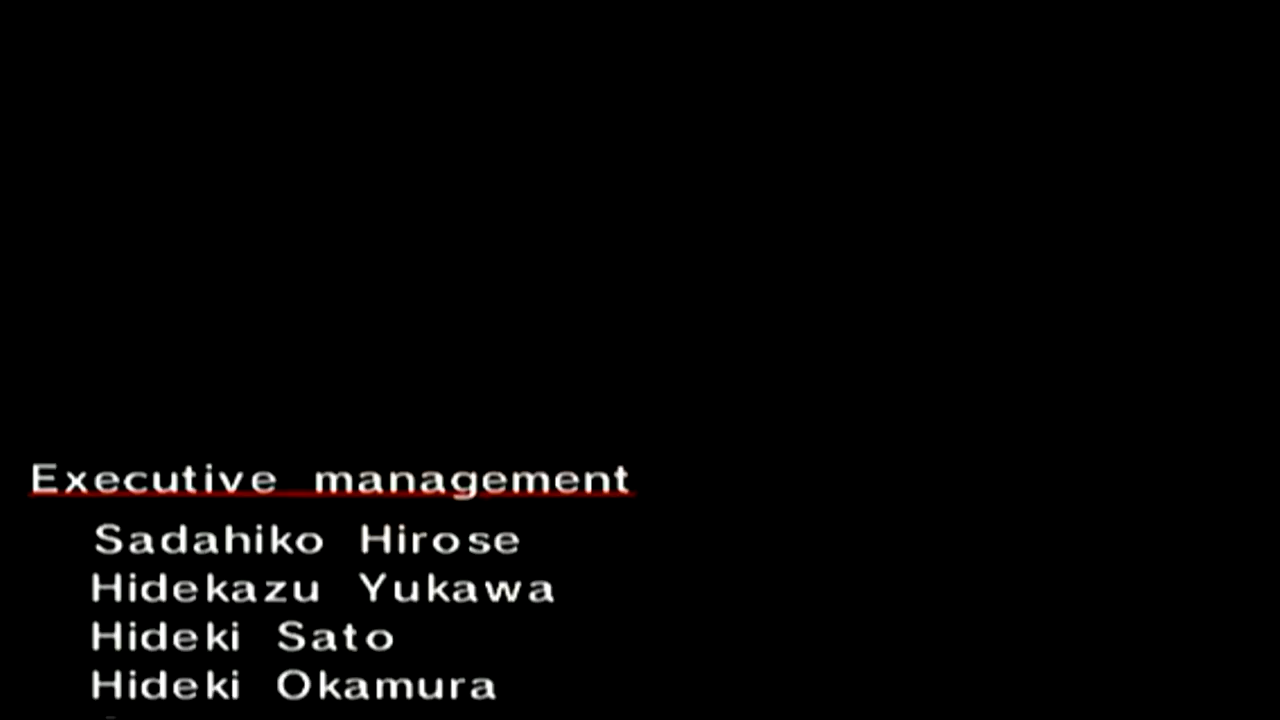 Executive management
Sadahiko Hirose
Hidekazu Yukawa
Hideki Sato
Hideki Okamura